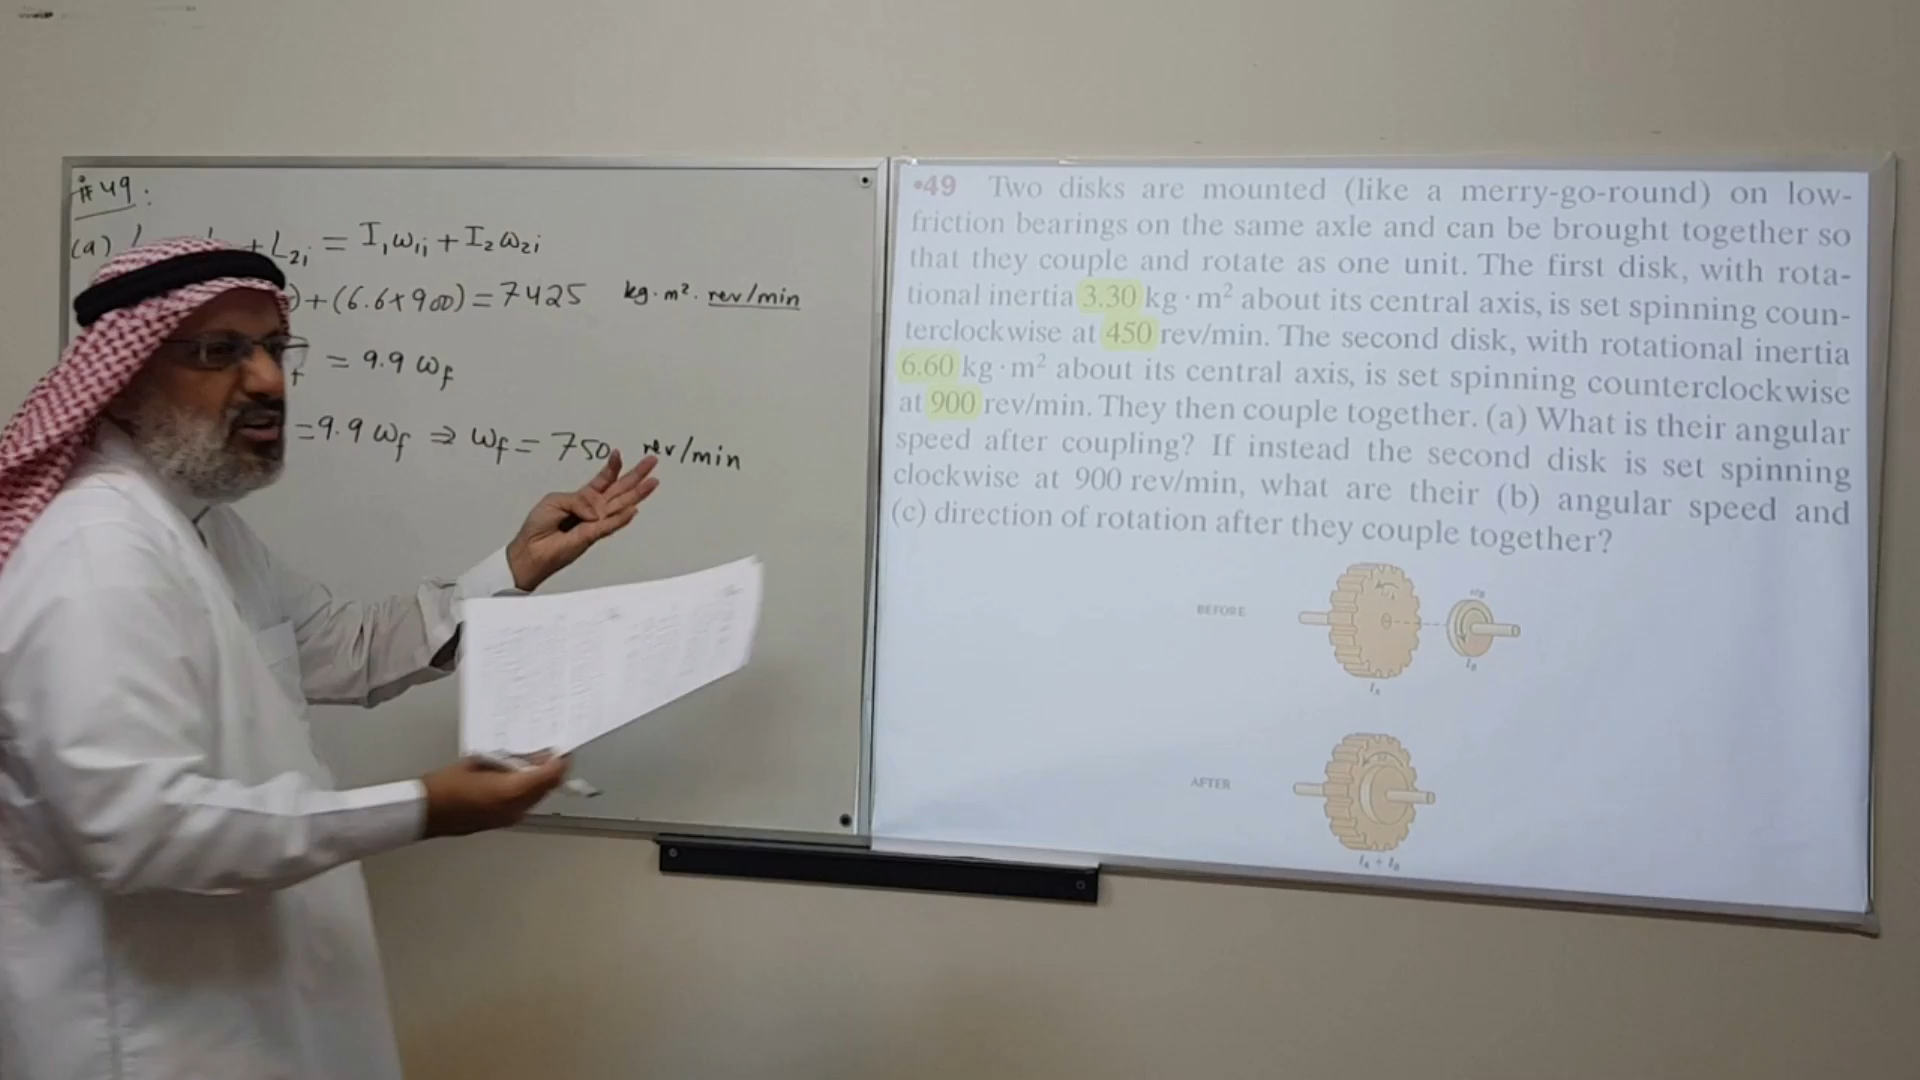 #49:
(a) L2i = I1ω1i + I2ω2i
) + (6.6 x 900) = 7425 kg·m². rev/min
f = 9.9 ωf
= 9.9 ωf ⇒ ωf = 750 rev/min
•49 Two disks are mounted (like a merry-go-round) on low-
friction bearings on the same axle and can be brought together so
that they couple and rotate as one unit. The first disk, with rota-
tional inertia 3.30 kg · m² about its central axis, is set spinning coun-
terclockwise at 450 rev/min. The second disk, with rotational inertia
6.60 kg · m² about its central axis, is set spinning counterclockwise
at 900 rev/min. They then couple together. (a) What is their angular
speed after coupling? If instead the second disk is set spinning
clockwise at 900 rev/min, what are their (b) angular speed and
(c) direction of rotation after they couple together?
BEFORE
AFTER